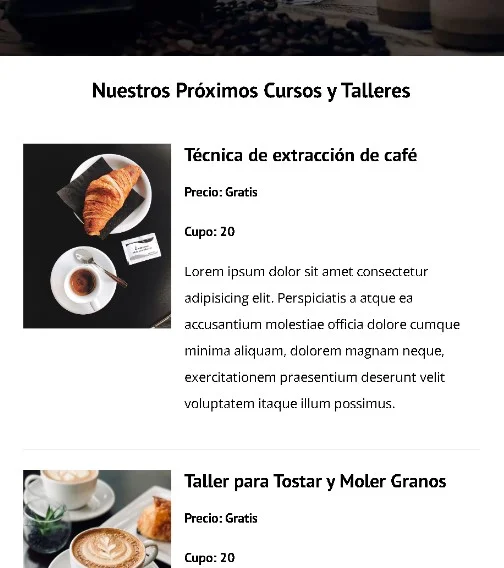 Nuestros Próximos Cursos y Talleres
Técnica de extracción de café
Precio: Gratis
Cupo: 20
Lorem ipsum dolor sit amet consectetur
adipisicing elit. Perspiciatis a atque ea
accusantium molestiae officia dolore cumque
minima aliquam, dolorem magnam neque,
exercitationem praesentium deserunt velit
voluptatem itaque illum possimus.
Taller para Tostar y Moler Granos
Precio: Gratis
Cupo: 20